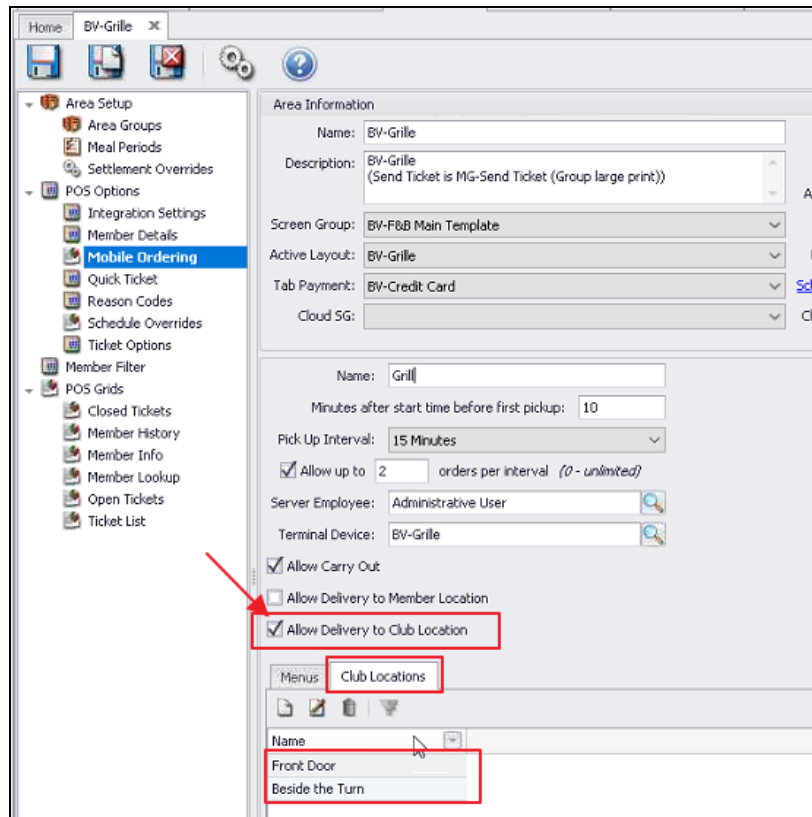 Home
BV-Grille
Area Setup
Area Groups
Meal Periods
Settlement Overrides
POS Options
Integration Settings
Member Details
Mobile Ordering
Quick Ticket
Reason Codes
Schedule Overrides
Ticket Options
Member Filter
POS Grids
Closed Tickets
Member History
Member Info
Member Lookup
Open Tickets
Ticket List
Area Information
Name: BV-Grille
Description: BV-Grille
(Send Ticket is MG-Send Ticket (Group large print))
Screen Group: BV-F&B Main Template
Active Layout: BV-Grille
Tab Payment: BV-Credit Card
Cloud SG:
Name: Grill
Minutes after start time before first pickup: 10
Pick Up Interval: 15 Minutes
Allow up to 2 orders per interval (0 - unlimited)
Server Employee: Administrative User
Terminal Device: BV-Grille
Allow Carry Out
Allow Delivery to Member Location
Allow Delivery to Club Location
Menus Club Locations
Name
Front Door
Beside the Turn